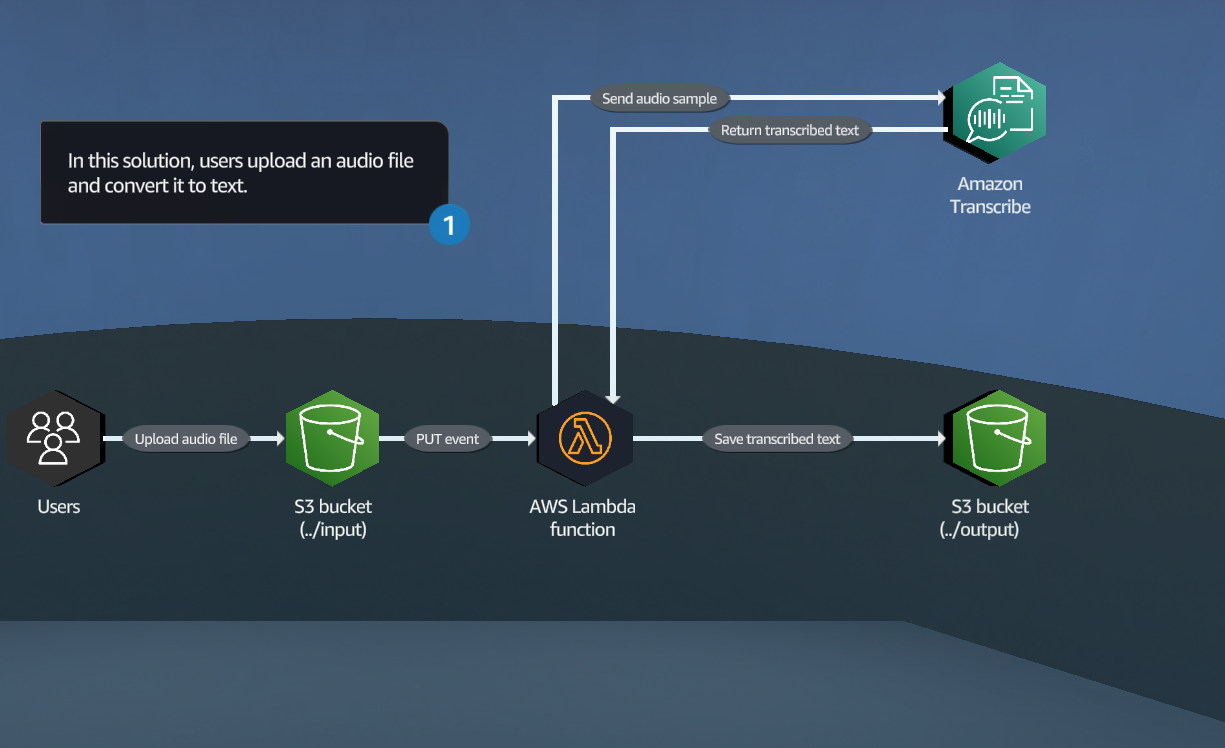 Send audio sample
Return transcribed text
In this solution, users upload an audio file
and convert it to text.
1
Amazon
Transcribe
Upload audio file
PUT event
Save transcribed text
Users
S3 bucket
(../input)
AWS Lambda
function
S3 bucket
(../output)